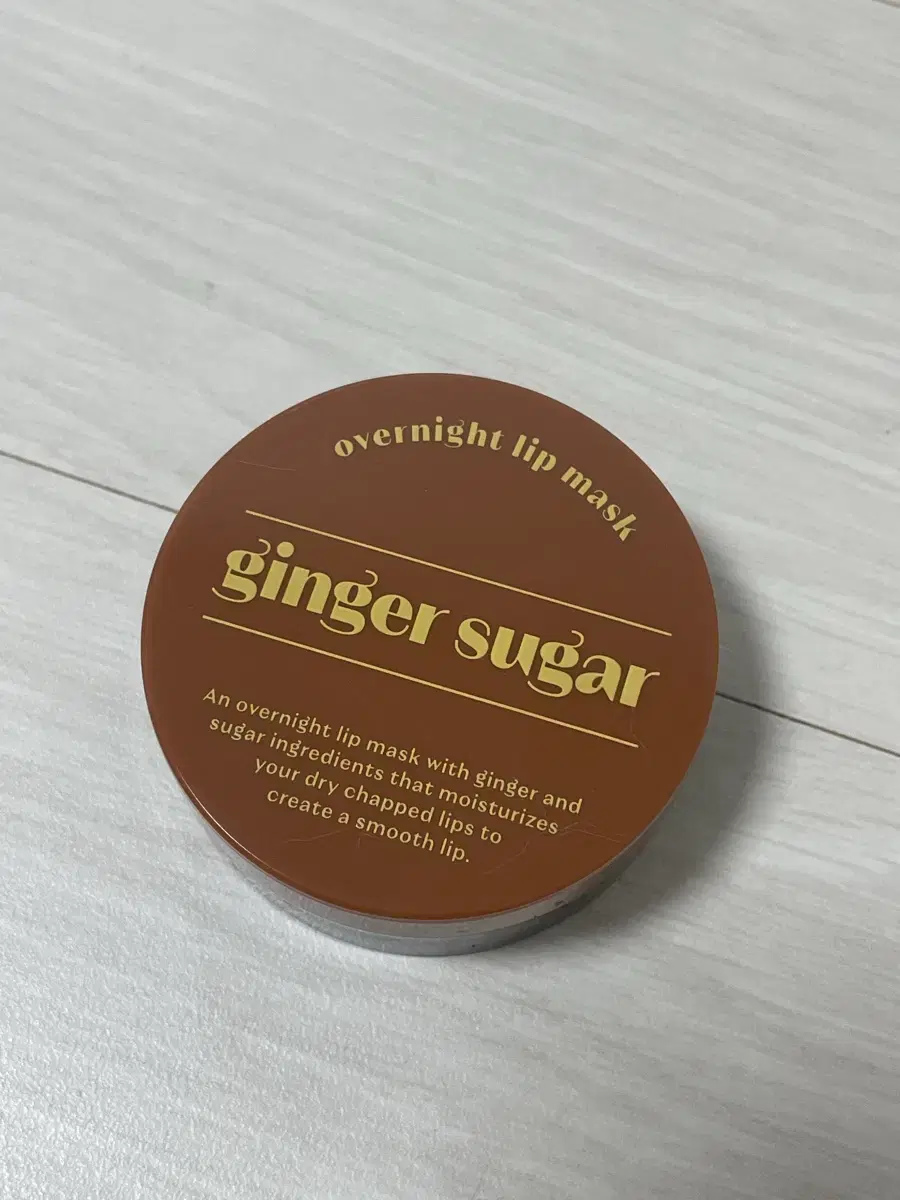 overnight lip mask
ginger sugar
An overnight lip mask with ginger and
sugar ingredients that moisturizes
your dry chapped lips to
create a smooth lip.